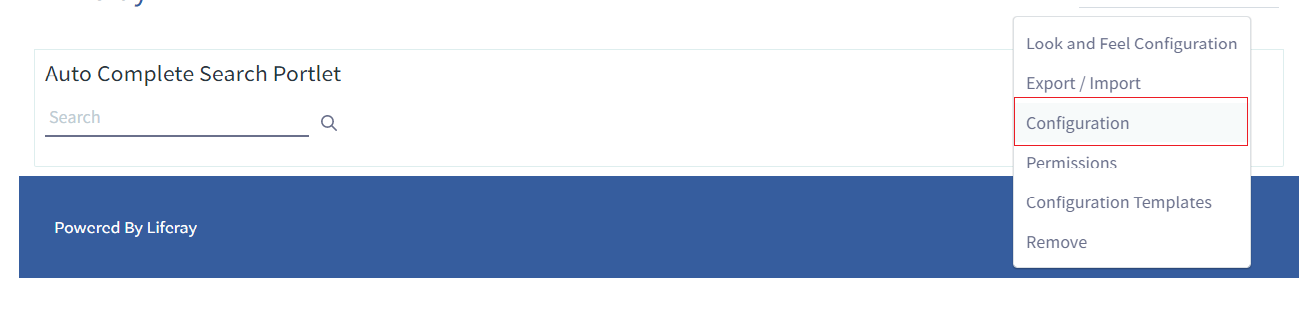 Look and Feel Configuration
Auto Complete Search Portlet
Export / Import
Search
Configuration
Permissions
Configuration Templates
Powered By Liferay
Remove